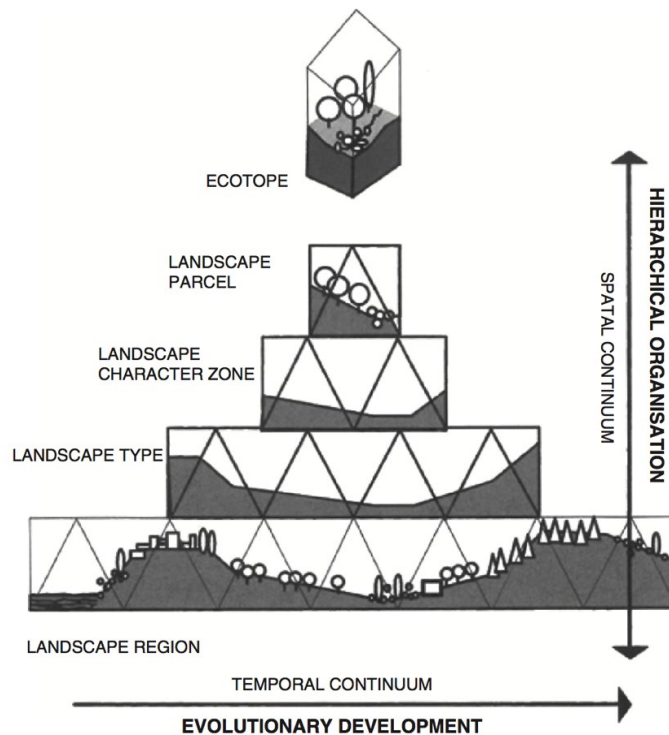 ECOTOPE
LANDSCAPE
PARCEL
LANDSCAPE
CHARACTER ZONE
LANDSCAPE TYPE
LANDSCAPE REGION
HIERARCHICAL ORGANISATION
SPATAL CONTINUUM
TEMPORAL CONTINUUM
EVOLUTIONARY DEVELOPMENT